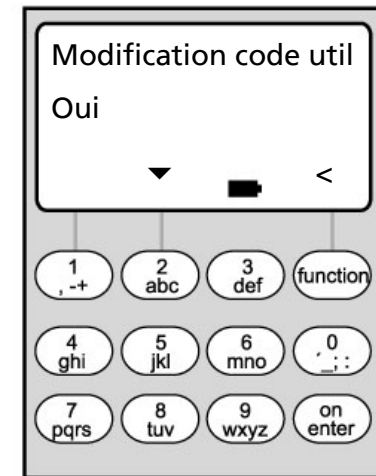 Modification code util
Oui
<
1 2 3 function
, -+ abc def
4 5 6 0
ghi jkl mno ´_; :
7 8 9 on
pqrs tuv wxyz enter